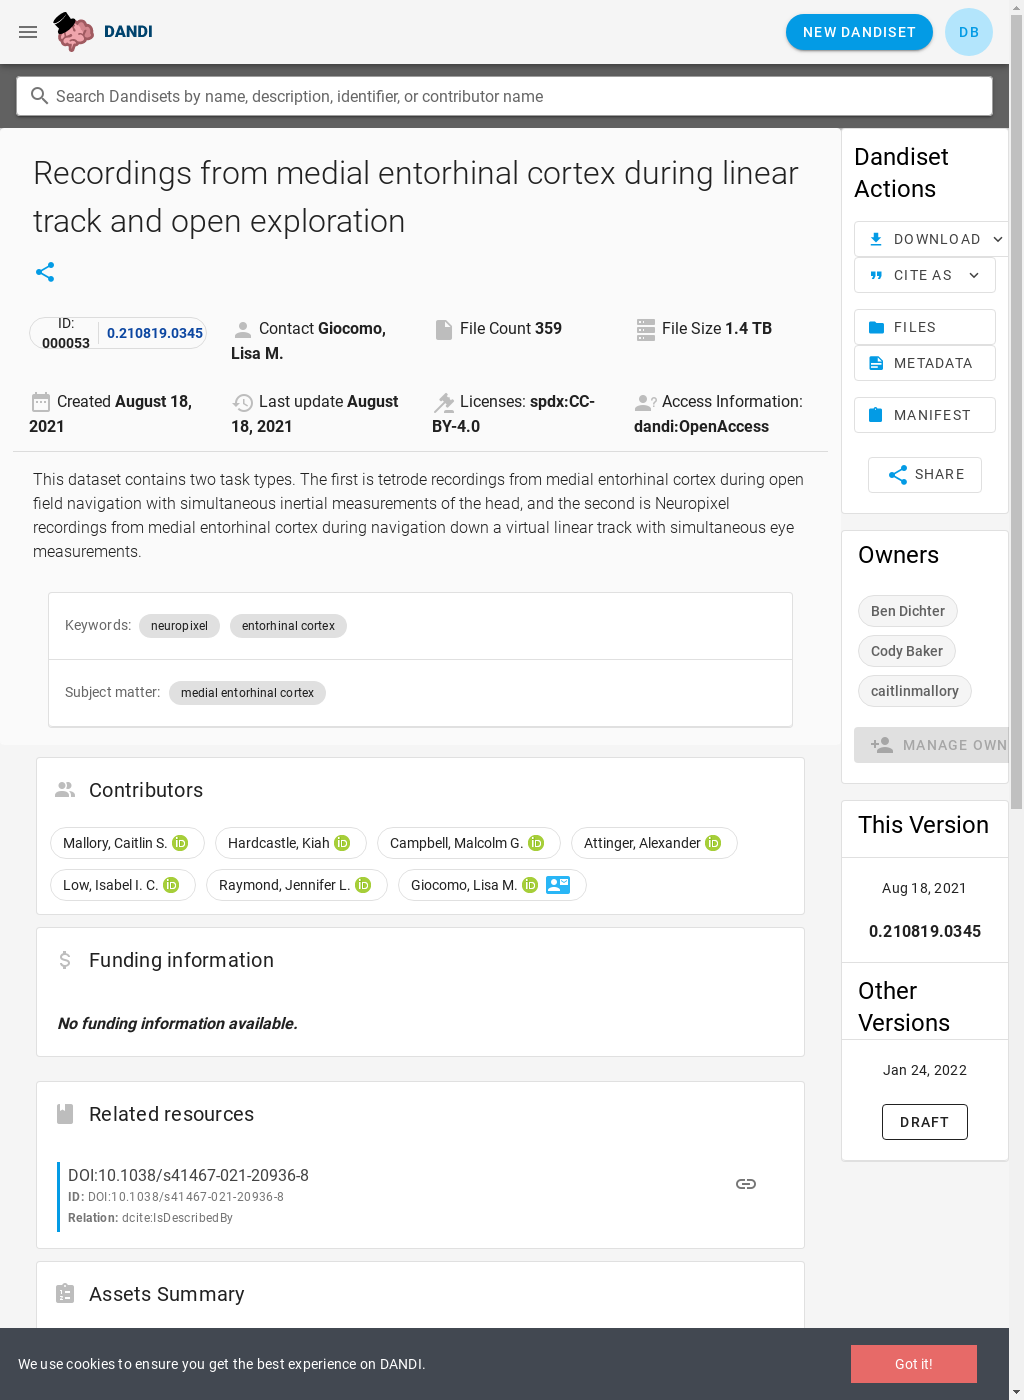 DANDI
NEW DANDISET
DB
Search Dandisets by name, description, identifier, or contributor name
Recordings from medial entorhinal cortex during linear
track and open exploration
ID:
000053
0.210819.0345
Contact Giocomo,
Lisa M.
File Count 359
File Size 1.4 TB
Created August 18,
2021
Last update August
18, 2021
Licenses: spdx:CC-
BY-4.0
Access Information:
dandi:OpenAccess
This dataset contains two task types. The first is tetrode recordings from medial entorhinal cortex during open
field navigation with simultaneous inertial measurements of the head, and the second is Neuropixel
recordings from medial entorhinal cortex during navigation down a virtual linear track with simultaneous eye
measurements.
Keywords: neuropixel entorhinal cortex
Subject matter: medial entorhinal cortex
Contributors
Mallory, Caitlin S. iD Hardcastle, Kiah iD Campbell, Malcolm G. iD Attinger, Alexander iD
Low, Isabel I. C. iD Raymond, Jennifer L. iD Giocomo, Lisa M. iD
Funding information
No funding information available.
Related resources
DOI:10.1038/s41467-021-20936-8
ID: DOI:10.1038/s41467-021-20936-8
Relation: dcite:IsDescribedBy
Assets Summary
Dandiset
Actions
DOWNLOAD
CITE AS
FILES
METADATA
MANIFEST
SHARE
Owners
Ben Dichter
Cody Baker
caitlinmallory
MANAGE OWN
This Version
Aug 18, 2021
0.210819.0345
Other
Versions
Jan 24, 2022
DRAFT
We use cookies to ensure you get the best experience on DANDI.
Got it!